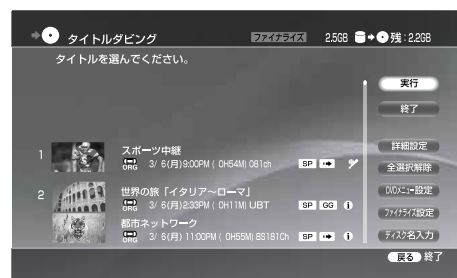 タイトルダビング ファイナライズ 2.5GB 残:2.2GB
タイトルを選んでください。
実行
終了
1 スポーツ中継
ORG 3/ 6(月)9:00PM ( 0H54M) 081ch SP
詳細設定
全選択解除
2 世界の旅「イタリア〜ローマ」
ORG 3/ 6(月)2:33PM ( 0H11M) UBT SP GG
DVDメニュー設定
都市ネットワーク
ORG 3/ 6(月) 11:00PM ( 0H55M) BS181Ch SP
ファイナライズ設定
ディスク名入力
戻る 終了